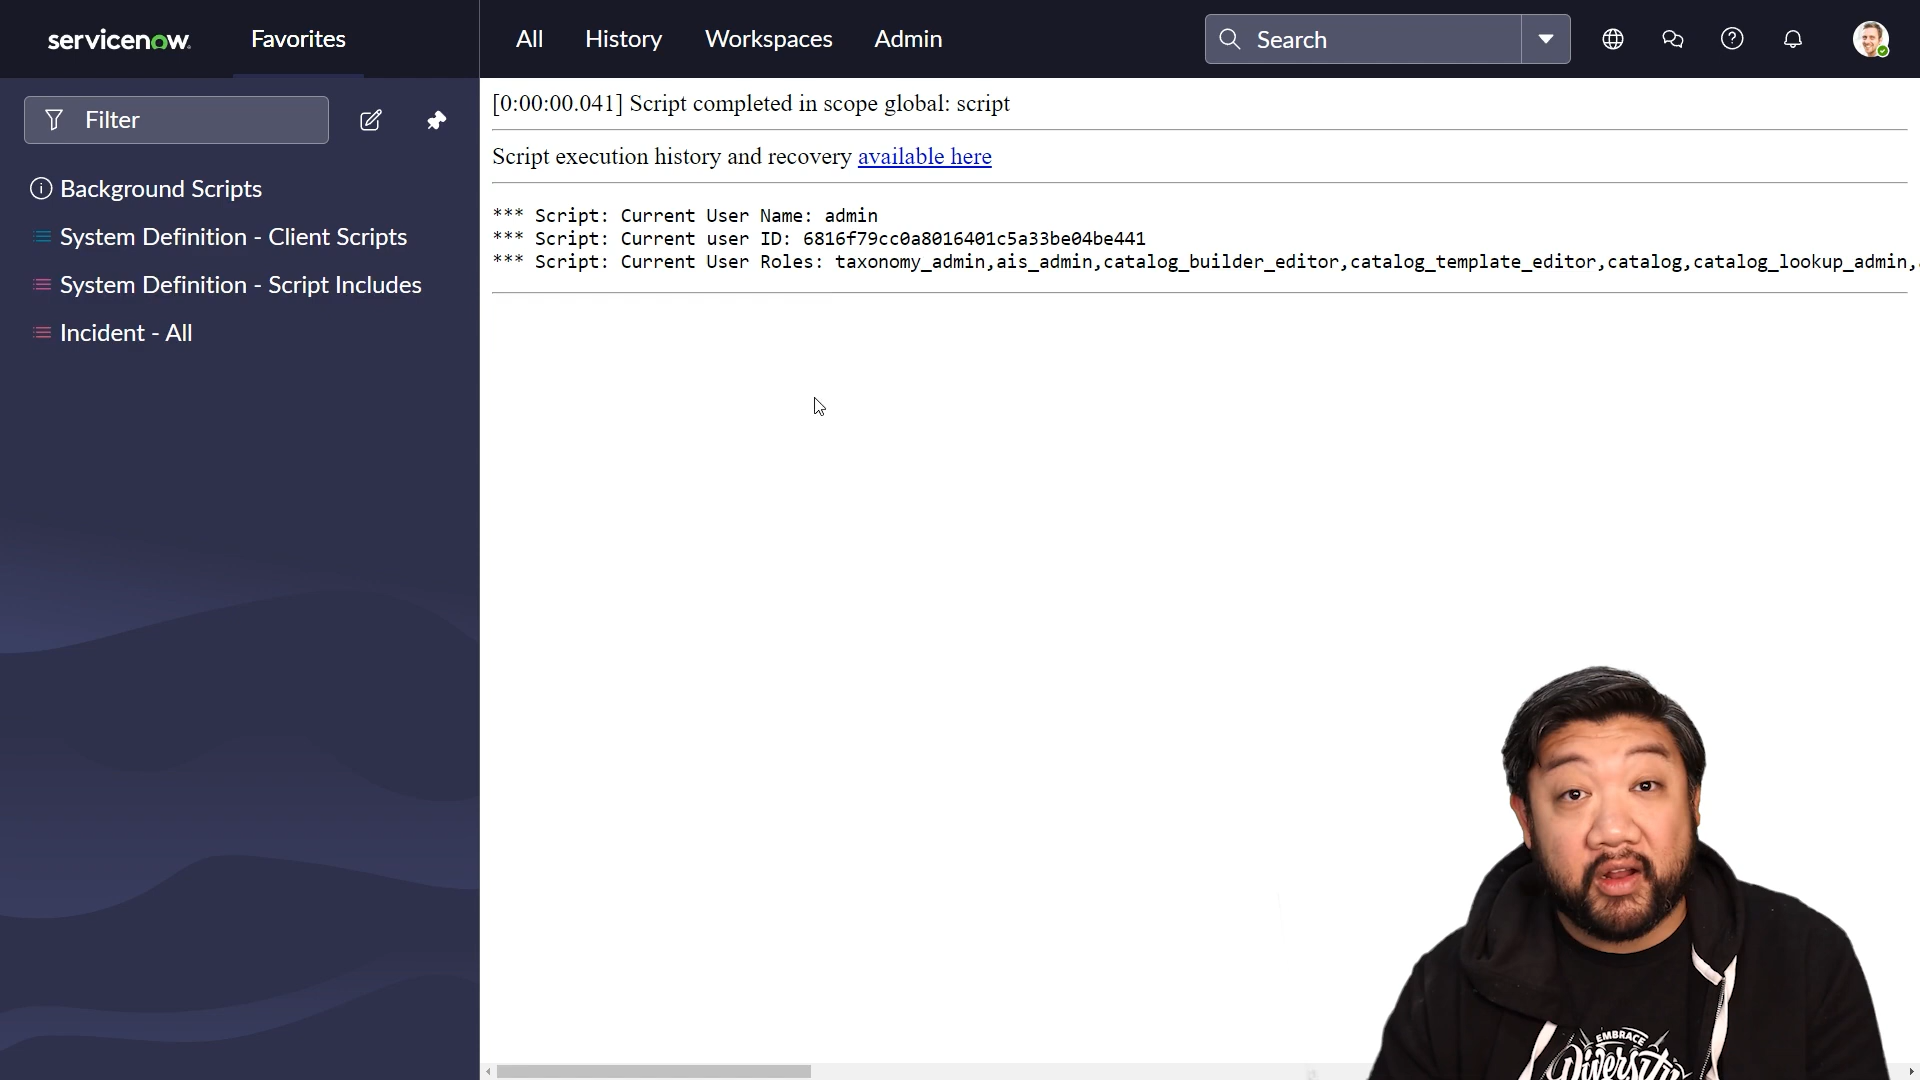 servicenow
Favorites
All
History
Workspaces
Admin
Search
Filter
Background Scripts
System Definition - Client Scripts
System Definition - Script Includes
Incident - All
[0:00:00.041] Script completed in scope global: script
Script execution history and recovery available here
*** Script: Current User Name: admin
*** Script: Current user ID: 6816f79cc0a8016401c5a33be04be441
*** Script: Current User Roles: taxonomy_admin,ais_admin,catalog_builder_editor,catalog_template_editor,catalog,catalog_lookup_admin,
EMBRACE
Diversity